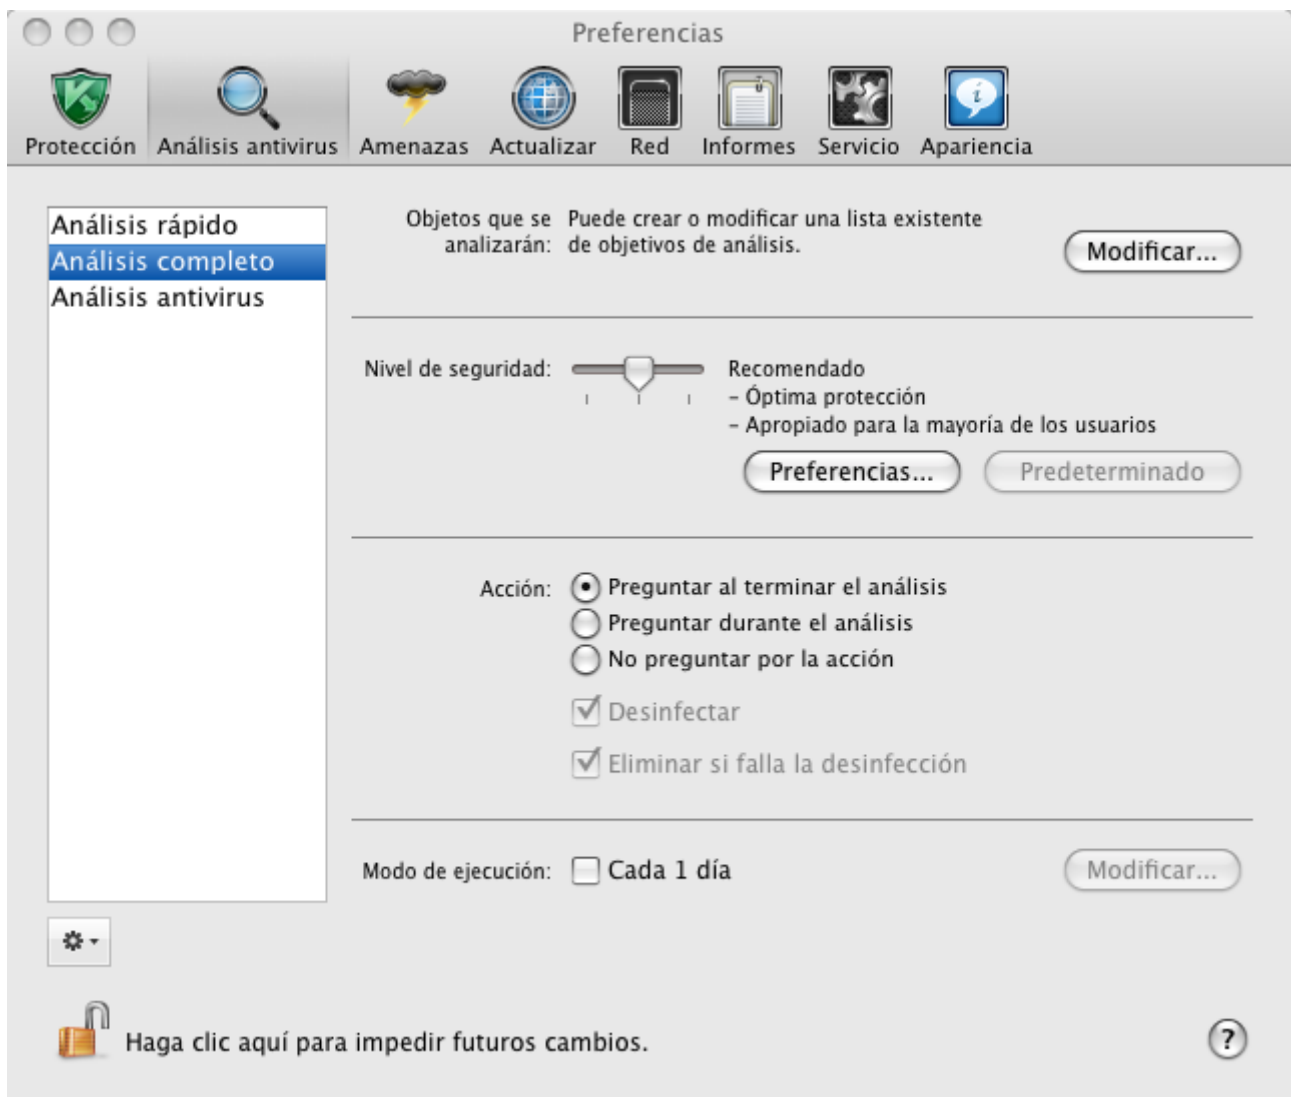 Preferencias
Protección Análisis antivirus Amenazas Actualizar Red Informes Servicio Apariencia
Análisis rápido
Análisis completo
Análisis antivirus
Objetos que se analizarán:
Puede crear o modificar una lista existente
de objetivos de análisis.
Modificar...
Nivel de seguridad:
Recomendado
– Óptima protección
– Apropiado para la mayoría de los usuarios
Preferencias... Predeterminado
Acción:
Preguntar al terminar el análisis
Preguntar durante el análisis
No preguntar por la acción
Desinfectar
Eliminar si falla la desinfección
Modo de ejecución: Cada 1 día Modificar...
Haga clic aquí para impedir futuros cambios. ?